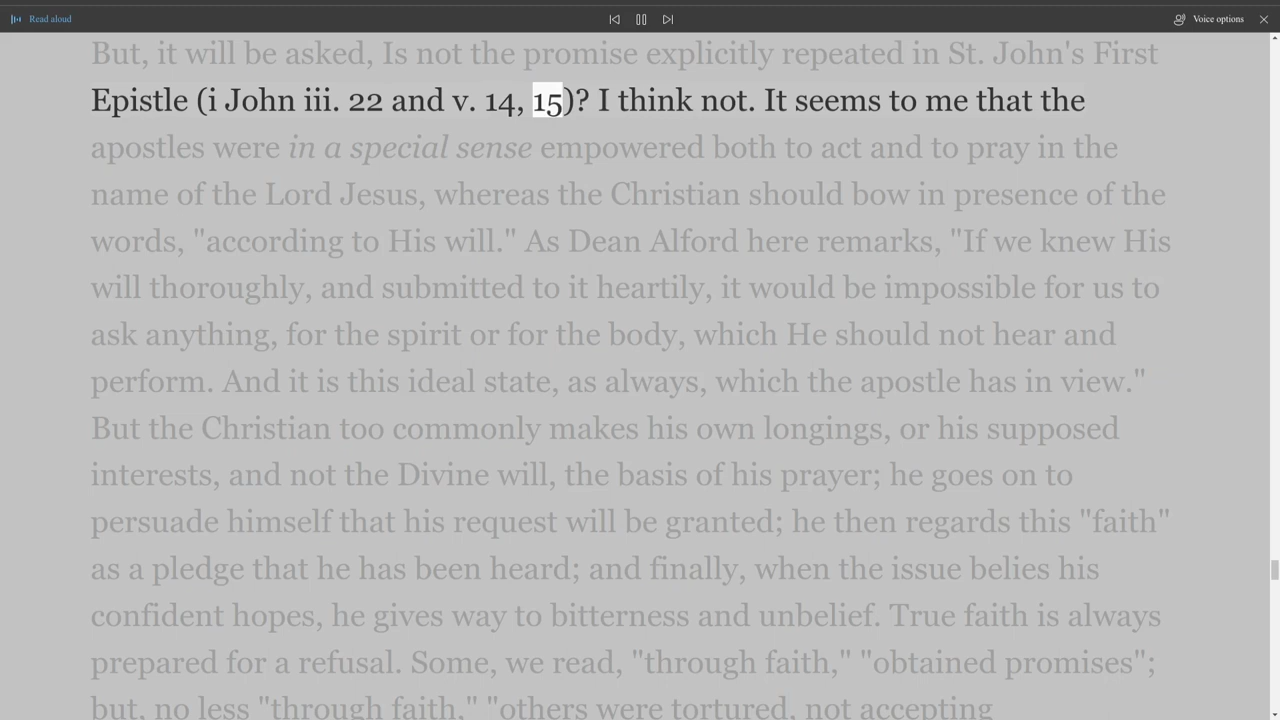 Read aloud
Voice options
But, it will be asked, Is not the promise explicitly repeated in St. John's First
Epistle (i John iii. 22 and v. 14, 15)? I think not. It seems to me that the
apostles were in a special sense empowered both to act and to pray in the
name of the Lord Jesus, whereas the Christian should bow in presence of the
words, "according to His will." As Dean Alford here remarks, "If we knew His
will thoroughly, and submitted to it heartily, it would be impossible for us to
ask anything, for the spirit or for the body, which He should not hear and
perform. And it is this ideal state, as always, which the apostle has in view."
But the Christian too commonly makes his own longings, or his supposed
interests, and not the Divine will, the basis of his prayer; he goes on to
persuade himself that his request will be granted; he then regards this "faith"
as a pledge that he has been heard; and finally, when the issue belies his
confident hopes, he gives way to bitterness and unbelief. True faith is always
prepared for a refusal. Some, we read, "through faith," "obtained promises";
but, no less "through faith," "others were tortured, not accepting